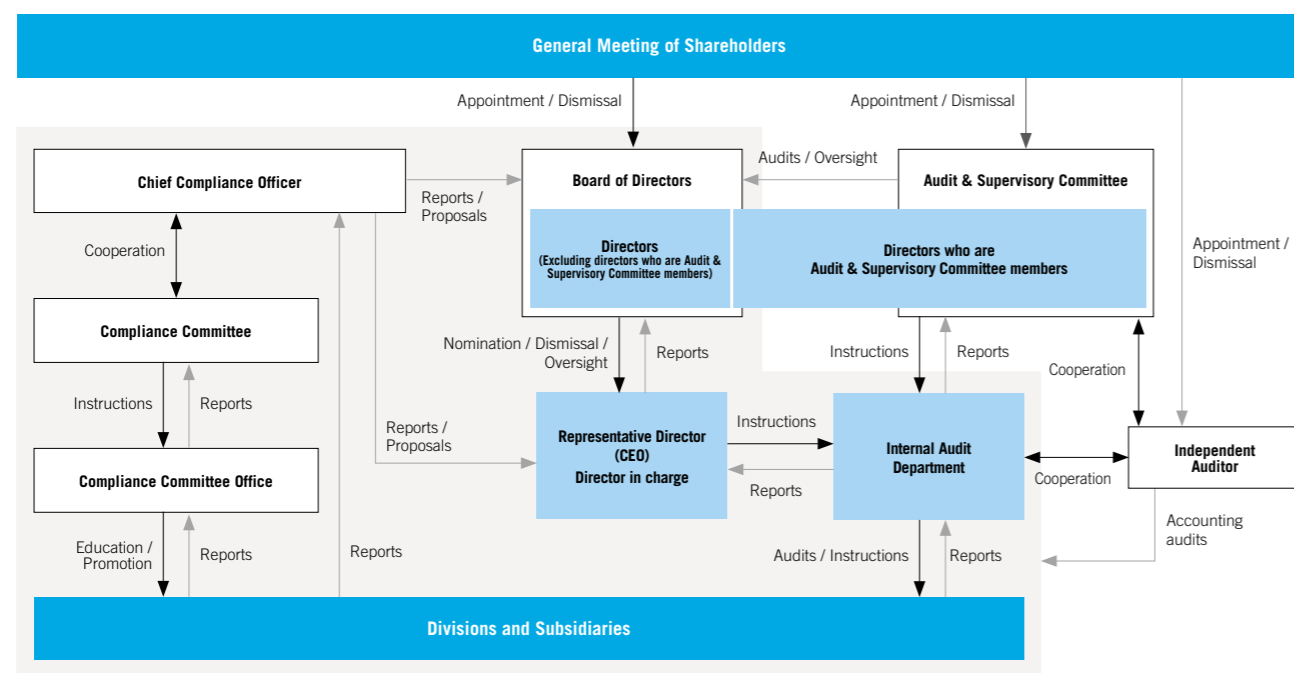 General Meeting of Shareholders
Appointment / Dismissal
Appointment / Dismissal
Chief Compliance Officer
Reports /
Proposals
Board of Directors
Audits / Oversight
Audit & Supervisory Committee
Appointment /
Dismissal
Cooperation
Directors
(Excluding directors who are Audit &
Supervisory Committee members)
Directors who are
Audit & Supervisory Committee members
Compliance Committee
Nomination / Dismissal /
Oversight
Reports
Instructions
Reports
Cooperation
Instructions
Reports
Reports /
Proposals
Representative Director
(CEO)
Director in charge
Instructions
Reports
Internal Audit
Department
Cooperation
Independent
Auditor
Compliance Committee Office
Education /
Promotion
Reports
Reports
Audits / Instructions
Reports
Accounting
audits
Divisions and Subsidiaries